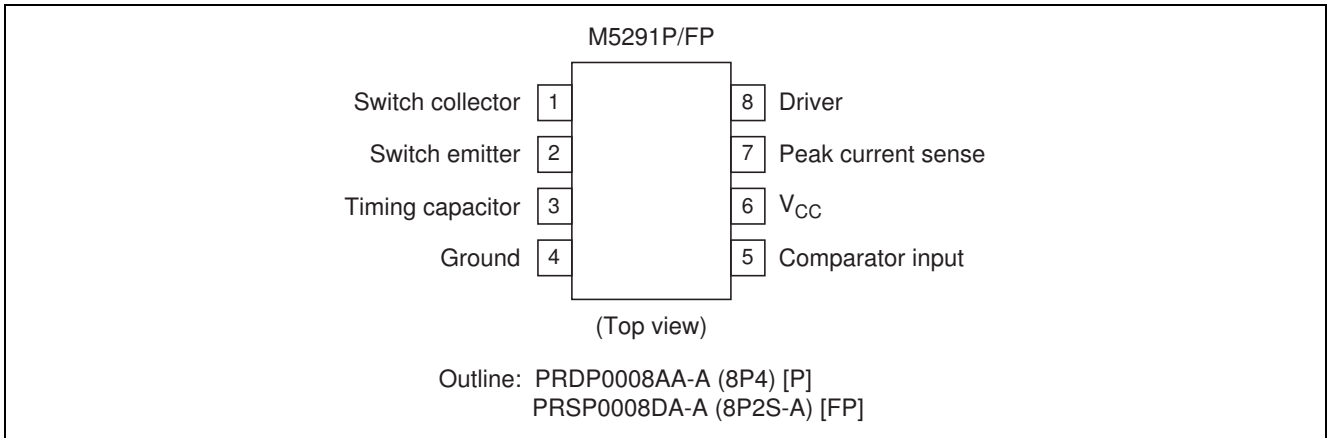 M5291P/FP
Switch collector 1 8 Driver
Switch emitter 2 7 Peak current sense
Timing capacitor 3 6 VCC
Ground 4 5 Comparator input
(Top view)
Outline: PRDP0008AA-A (8P4) [P]
PRSP0008DA-A (8P2S-A) [FP]